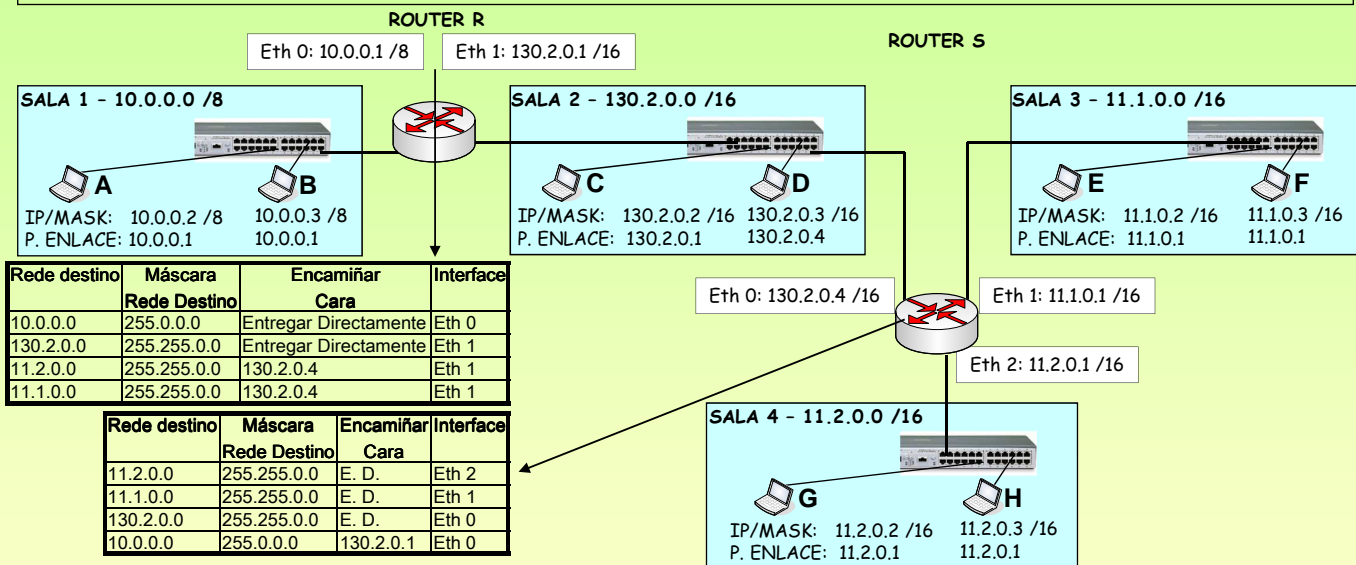 ROUTER R
ROUTER S
Eth 0: 10.0.0.1 /8
Eth 1: 130.2.0.1 /16
SALA 1 – 10.0.0.0 /8
A
B
IP/MASK: 10.0.0.2 /8 10.0.0.3 /8
P. ENLACE: 10.0.0.1 10.0.0.1
SALA 2 – 130.2.0.0 /16
C
D
IP/MASK: 130.2.0.2 /16 130.2.0.3 /16
P. ENLACE: 130.2.0.1 130.2.0.4
SALA 3 – 11.1.0.0 /16
E
F
IP/MASK: 11.1.0.2 /16 11.1.0.3 /16
P. ENLACE: 11.1.0.1 11.1.0.1
Rede destino Máscara Encamiñar Interface
Rede Destino Cara
10.0.0.0 255.0.0.0 Entregar Directamente Eth 0
130.2.0.0 255.255.0.0 Entregar Directamente Eth 1
11.2.0.0 255.255.0.0 130.2.0.4 Eth 1
11.1.0.0 255.255.0.0 130.2.0.4 Eth 1
Eth 0: 130.2.0.4 /16
Eth 1: 11.1.0.1 /16
Eth 2: 11.2.0.1 /16
Rede destino Máscara Encamiñar Interface
Rede Destino Cara
11.2.0.0 255.255.0.0 E. D. Eth 2
11.1.0.0 255.255.0.0 E. D. Eth 1
130.2.0.0 255.255.0.0 E. D. Eth 0
10.0.0.0 255.0.0.0 130.2.0.1 Eth 0
SALA 4 – 11.2.0.0 /16
G
H
IP/MASK: 11.2.0.2 /16 11.2.0.3 /16
P. ENLACE: 11.2.0.1 11.2.0.1